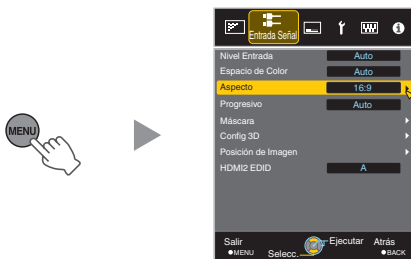 MENU
Entrada Señal
Nivel Entrada Auto
Espacio de Color Auto
Aspecto 16:9
Progresivo Auto
Máscara
Config 3D
Posición de Imagen
HDMI2 EDID A
Salir Ejecutar Atrás
MENU Selecc. BACK